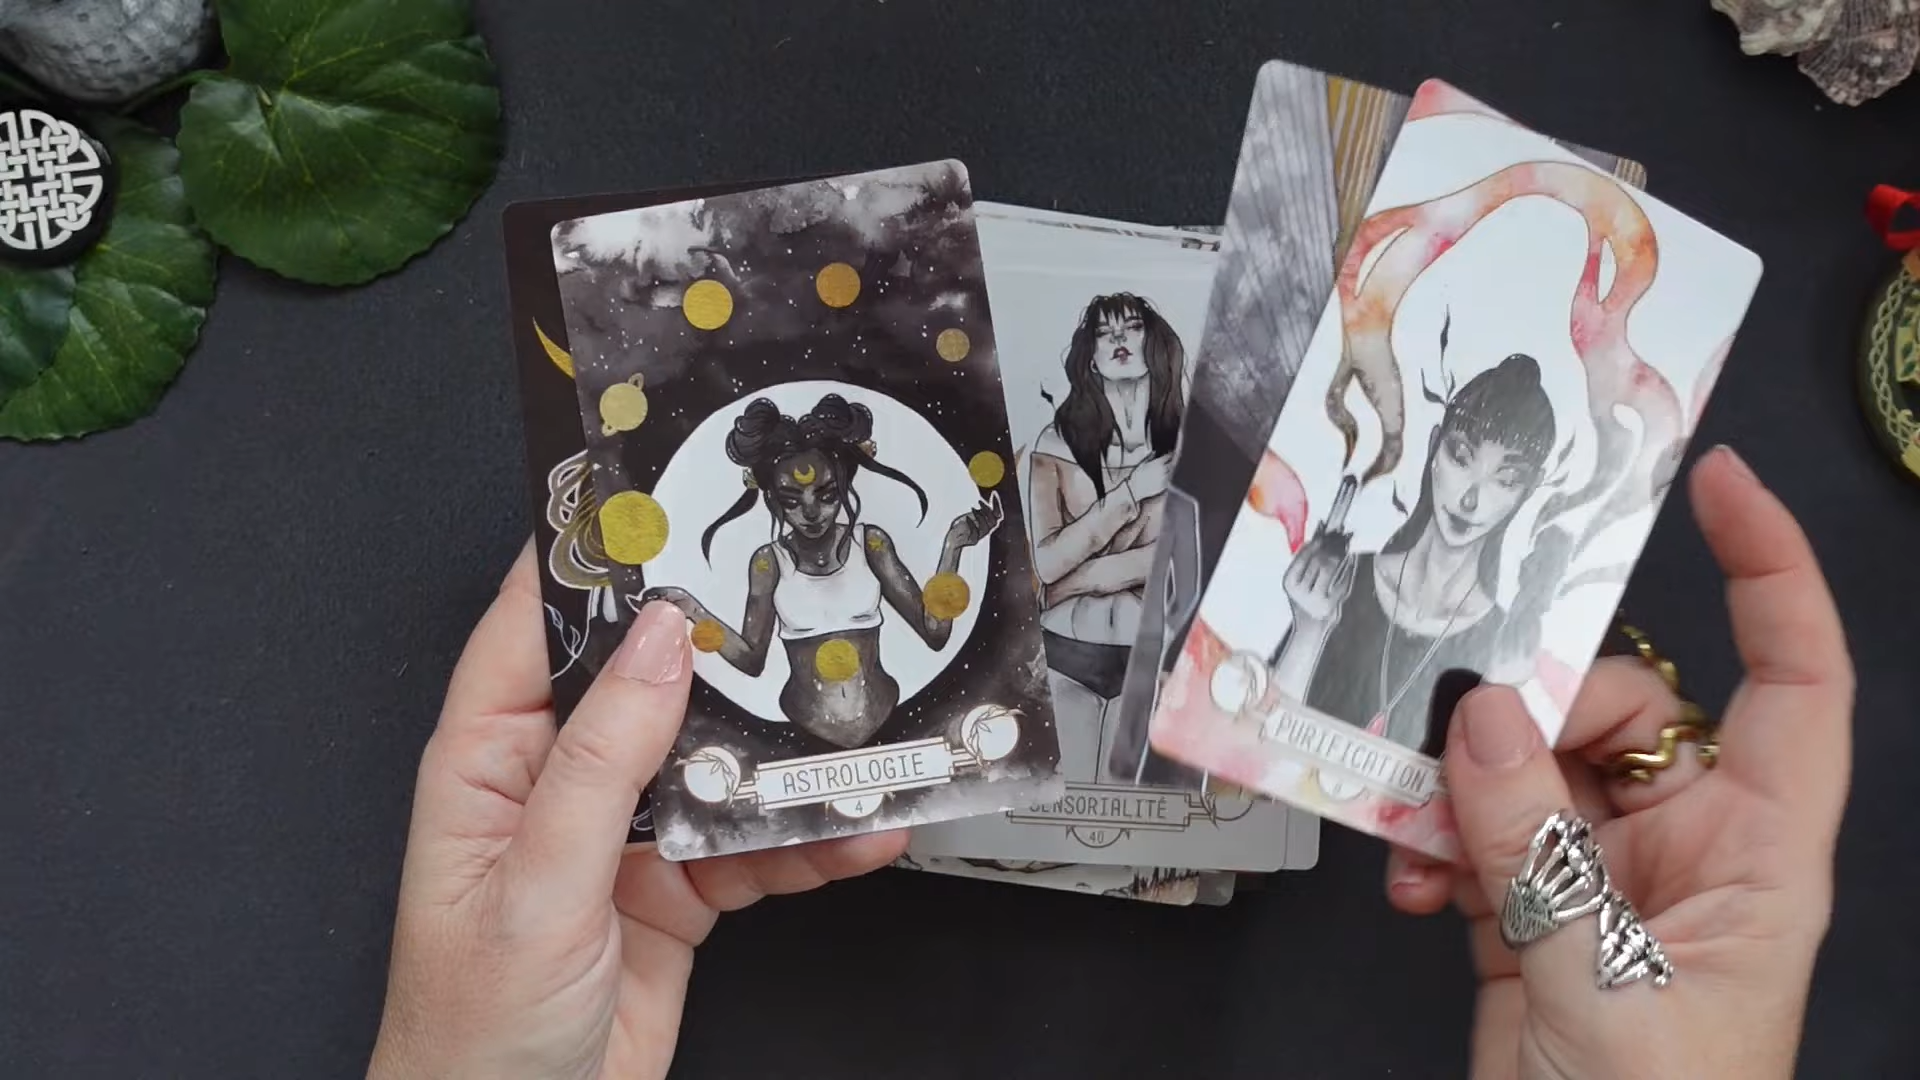 ASTROLOGIE
4
SENSORIALITÉ
40
PURIFICATION